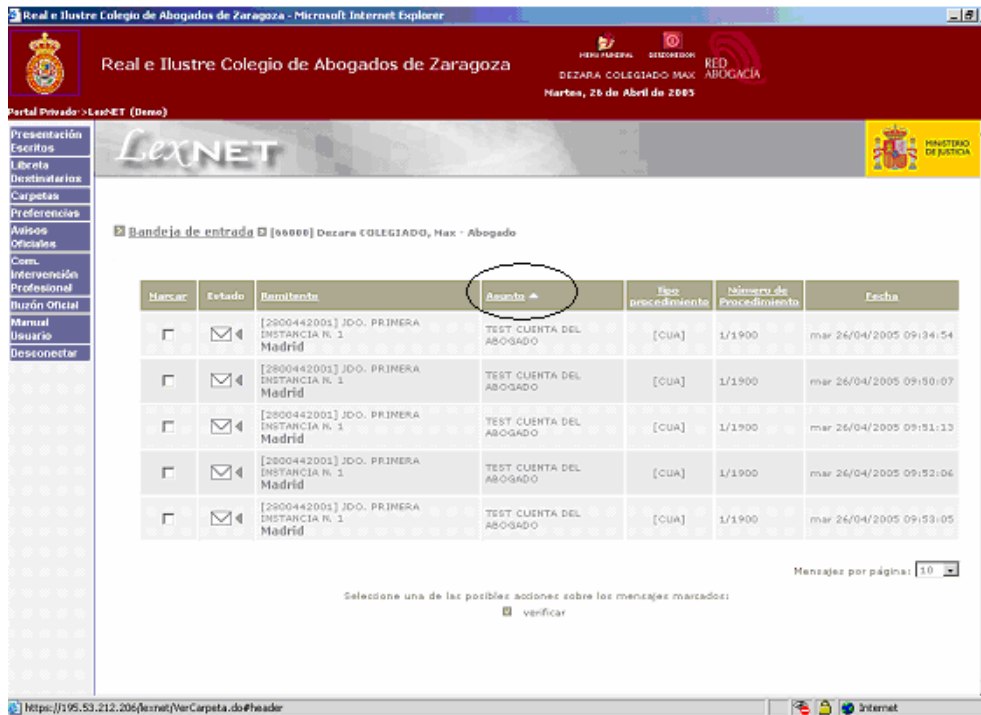 Real e Ilustre Colegio de Abogados de Zaragoza - Microsoft Internet Explorer
Real e Ilustre Colegio de Abogados de Zaragoza
MENU PRINCIPAL DESCONEXION
DEZARA COLEGIADO MAX
Martes, 26 de Abril de 2005
RED
ABOGACÍA
Portal Privado->LexNET (Demo)
Presentación
Escritos
Libreta
Destinatarios
Carpetas
Preferencias
Avisos
Oficiales
Com.
Intervención
Profesional
Buzón Oficial
Manual
Usuario
Desconectar
LexNET
MINISTERIO
DE JUSTICIA
Bandeja de entrada [66000] Dezara COLEGIADO, Max - Abogado
Marcar Estado Remitente Asunto Tipo procedimiento Número de Procedimiento Fecha
[2800442001] JDO. PRIMERA
INSTANCIA N. 1
Madrid
TEST CUENTA DEL
ABOGADO
[CUA] 1/1900 mar 26/04/2005 09:34:54
[2800442001] JDO. PRIMERA
INSTANCIA N. 1
Madrid
TEST CUENTA DEL
ABOGADO
[CUA] 1/1900 mar 26/04/2005 09:50:07
[2800442001] JDO. PRIMERA
INSTANCIA N. 1
Madrid
TEST CUENTA DEL
ABOGADO
[CUA] 1/1900 mar 26/04/2005 09:51:13
[2800442001] JDO. PRIMERA
INSTANCIA N. 1
Madrid
TEST CUENTA DEL
ABOGADO
[CUA] 1/1900 mar 26/04/2005 09:52:06
[2800442001] JDO. PRIMERA
INSTANCIA N. 1
Madrid
TEST CUENTA DEL
ABOGADO
[CUA] 1/1900 mar 26/04/2005 09:53:05
Mensajes por página: 10
Seleccione una de las posibles acciones sobre los mensajes marcados:
verificar
https://195.53.212.206/lexnet/VerCarpeta.do#header
Internet